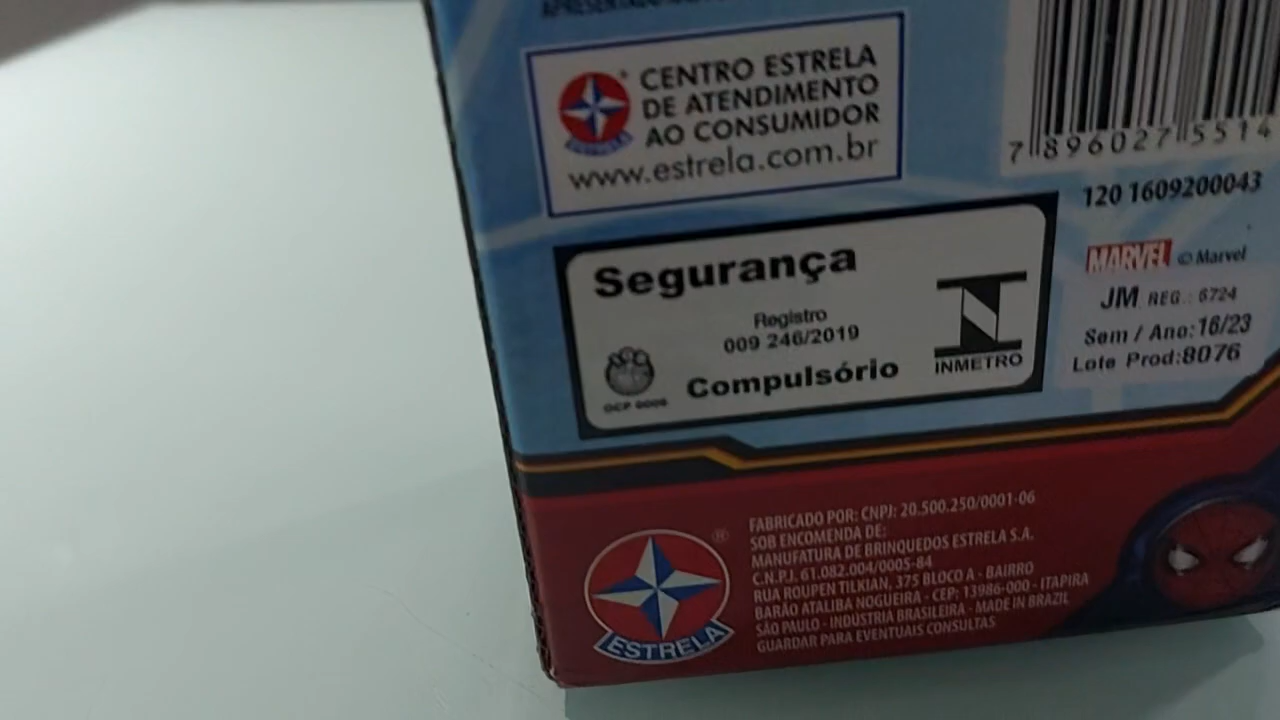 CENTRO ESTRELA
DE ATENDIMENTO
AO CONSUMIDOR
www.estrela.com.br
7 896027 5514
120 1609200043
Segurança
Registro
009 246/2019
Compulsório
INMETRO
MARVEL © Marvel
JM REG.: 6724
Sem / Ano: 16/23
Lote Prod:8076
ESTRELA
FABRICADO POR: CNPJ: 20.500.250/0001-06
SOB ENCOMENDA DE:
MANUFATURA DE BRINQUEDOS ESTRELA S.A.
C.N.P.J. 61.082.004/0005-84
RUA ROUPEN TILKIAN, 375 BLOCO A - BAIRRO
BARÃO ATALIBA NOGUEIRA - CEP: 13986-000 - ITAPIRA
SÃO PAULO - INDÚSTRIA BRASILEIRA - MADE IN BRAZIL
GUARDAR PARA EVENTUAIS CONSULTAS